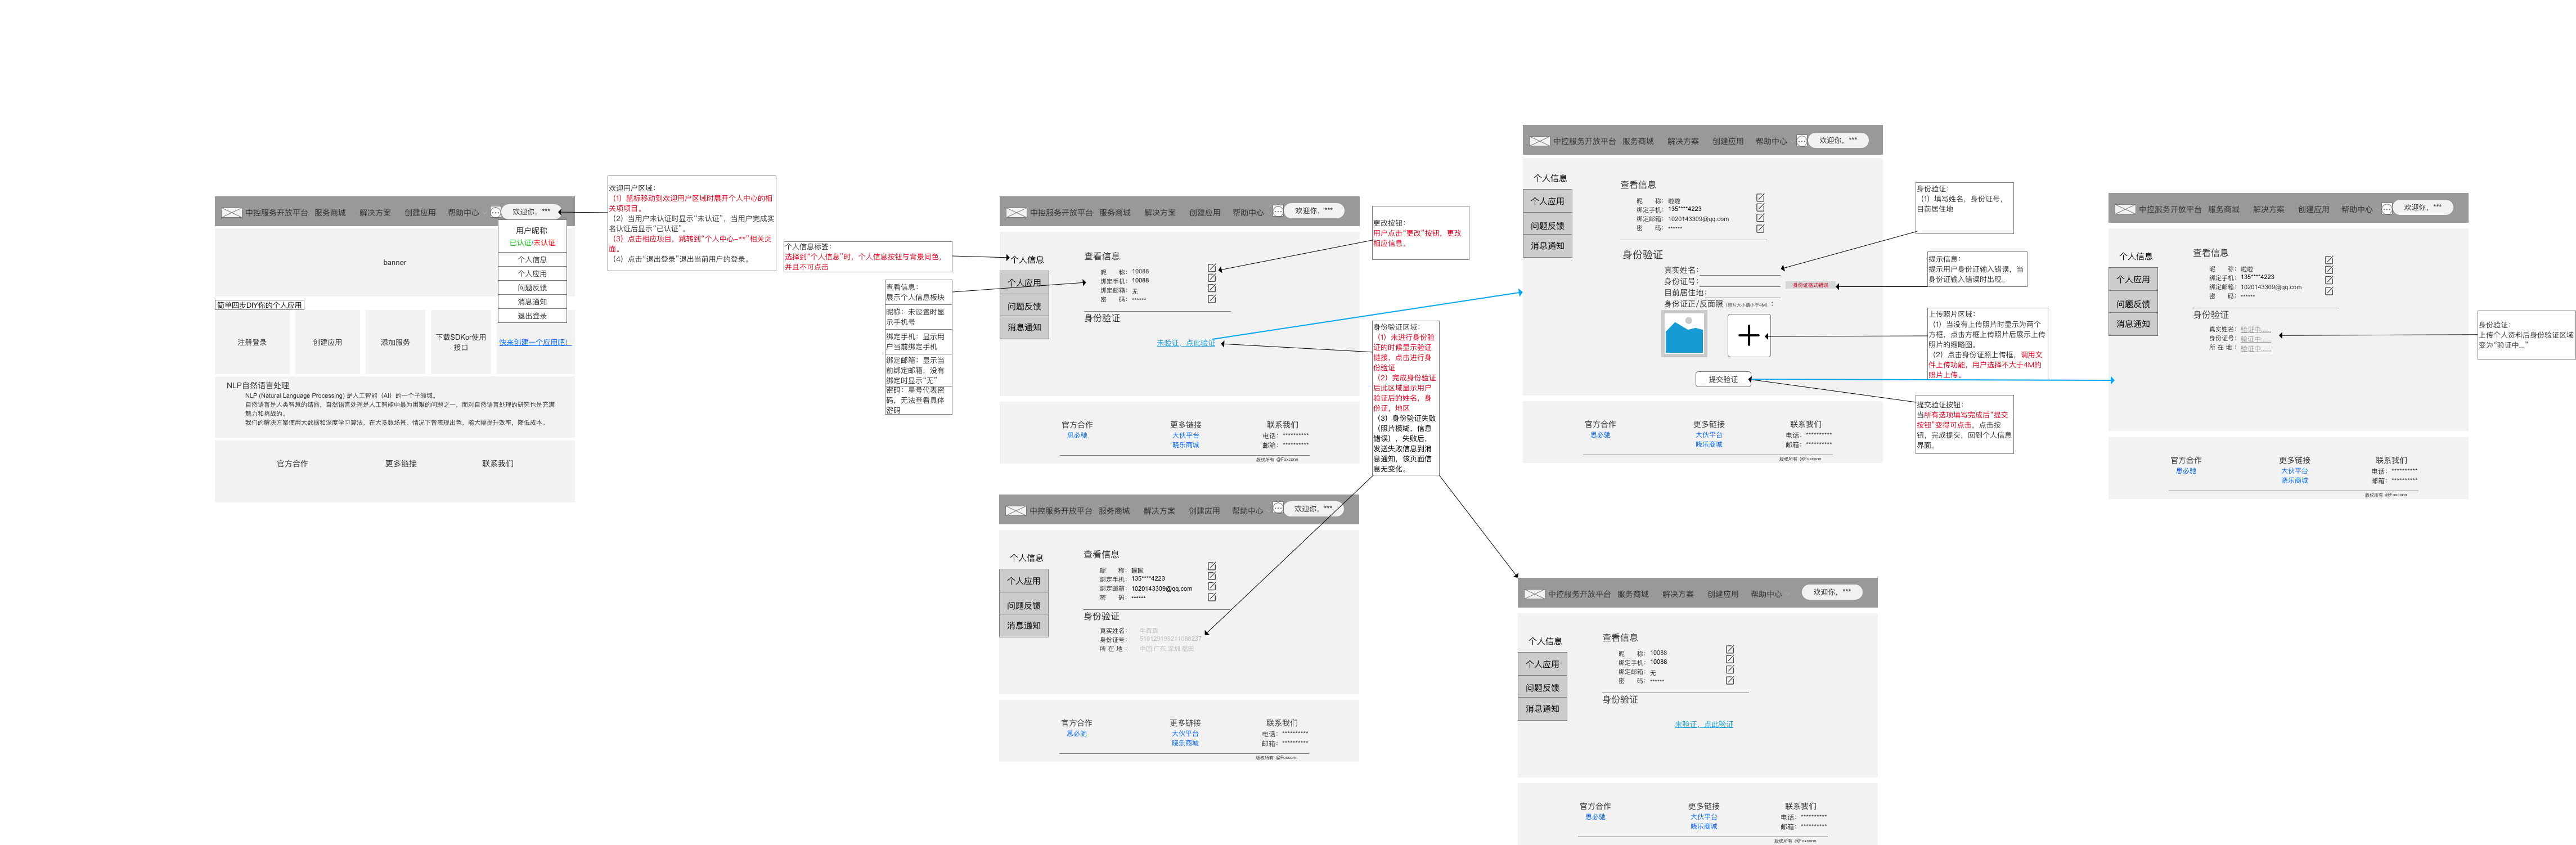 中控服务开放平台 服务商城 解决方案 创建应用 帮助中心 欢迎你，***
用户昵称
已认证/未认证
个人信息
个人应用
问题反馈
消息通知
退出登录
banner
简单四步DIY你的个人应用
注册登录
创建应用
添加服务
下载SDKor使用
接口
快来创建一个应用吧！
NLP自然语言处理
NLP (Natural Language Processing) 是人工智能（AI）的一个子领域。
自然语言是人类智慧的结晶，自然语言处理是人工智能中最为困难的问题之一，而对自然语言处理的研究也是充满
魅力和挑战的。
我们的解决方案使用大数据和深度学习算法，在大多数场景、情况下皆表现出色，能大幅提升效率，降低成本。
官方合作 更多链接 联系我们
欢迎用户区域：
（1）鼠标移动到欢迎用户区域时展开个人中心的相
关项项目。
（2）当用户未认证时显示“未认证”，当用户完成实
名认证后显示“已认证”。
（3）点击相应项目，跳转到“个人中心-**”相关页
面。
（4）点击“退出登录”退出当前用户的登录。
个人信息标签：
选择到“个人信息”时，个人信息按钮与背景同色，
并且不可点击
查看信息：
展示个人信息板块
昵称：未设置时显
示手机号
绑定手机：显示用
户当前绑定手机
绑定邮箱：显示当
前绑定邮箱，没有
绑定时显示“无”
密码：星号代表密
码，无法查看具体
密码
中控服务开放平台 服务商城 解决方案 创建应用 帮助中心 欢迎你，***
个人信息
个人应用
问题反馈
消息通知
查看信息
昵 称：10088
绑定手机：10088
绑定邮箱：无
密 码：******
身份验证
未验证，点此验证
官方合作 更多链接 联系我们
思必驰 大伙平台 电话：**********
晓乐商城 邮箱：**********
版权所有 @Foxconn
更改按钮：
用户点击“更改”按钮，更改
相应信息。
身份验证区域：
（1）未进行身份验
证的时候显示验证
链接，点击进行身
份验证
（2）完成身份验证
后此区域显示用户
验证后的姓名，身
份证，地区
（3）身份验证失败
（照片模糊，信息
错误），失败后，
发送失败信息到消
息通知，该页面信
息无变化。
中控服务开放平台 服务商城 解决方案 创建应用 帮助中心 欢迎你，***
个人信息
个人应用
问题反馈
消息通知
查看信息
昵 称：啦啦
绑定手机：135****4223
绑定邮箱：1020143309@qq.com
密 码：******
身份验证
真实姓名：
身份证号：
所 在 地： 中国 广东 深圳 福田
官方合作 更多链接 联系我们
思必驰 大伙平台 电话：**********
晓乐商城 邮箱：**********
版权所有 @Foxconn
中控服务开放平台 服务商城 解决方案 创建应用 帮助中心 欢迎你，***
个人信息
个人应用
问题反馈
消息通知
查看信息
昵 称：啦啦
绑定手机：135****4223
绑定邮箱：1020143309@qq.com
密 码：******
身份验证
真实姓名：
身份证号： 身份证格式错误
目前居住地：
身份证正/反面照（照片大小请小于4M）：
提交验证
官方合作 更多链接 联系我们
思必驰 大伙平台 电话：**********
晓乐商城 邮箱：**********
版权所有 @Foxconn
身份验证：
（1）填写姓名，身份证号，
目前居住地
提示信息：
提示用户身份证输入错误，当
身份证输入错误时出现。
上传照片区域：
（1）当没有上传照片时显示为两个
方框，点击方框上传照片后展示上传
照片的缩略图。
（2）点击身份证照上传框，调用文
件上传功能，用户选择不大于4M的
照片上传。
提交验证按钮：
当所有选项填写完成后“提交
按钮”变得可点击，点击按
钮，完成提交，回到个人信息
界面。
中控服务开放平台 服务商城 解决方案 创建应用 帮助中心 欢迎你，***
个人信息
个人应用
问题反馈
消息通知
查看信息
昵 称：10088
绑定手机：10088
绑定邮箱：无
密 码：******
身份验证
未验证，点此验证
官方合作 更多链接 联系我们
思必驰 大伙平台 电话：**********
晓乐商城 邮箱：**********
版权所有 @Foxconn
中控服务开放平台 服务商城 解决方案 创建应用 帮助中心 欢迎你，***
个人信息
个人应用
问题反馈
消息通知
查看信息
昵 称：啦啦
绑定手机：135****4223
绑定邮箱：1020143309@qq.com
密 码：******
身份验证
真实姓名：验证中......
身份证号：验证中......
所 在 地：验证中......
官方合作 更多链接 联系我们
思必驰 大伙平台 电话：**********
晓乐商城 邮箱：**********
版权所有 @Foxconn
身份验证：
上传个人资料后身份验证区域
变为“验证中...”